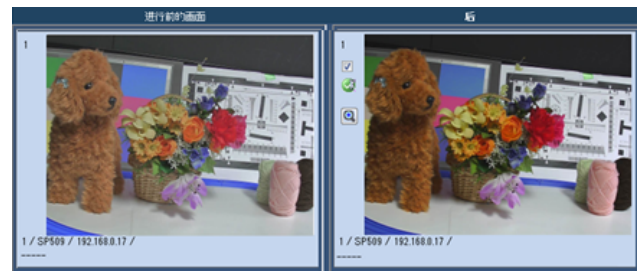 进行前的画面
后
1
1
1 / SP509 / 192.168.0.17 /
-----
1 / SP509 / 192.168.0.17 /
-----